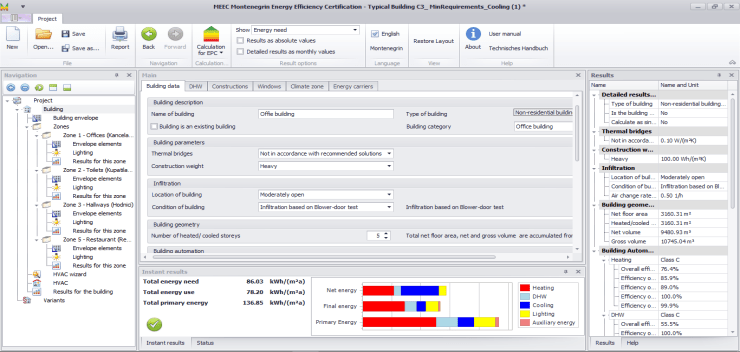 MEEC Montenegrin Energy Efficiency Certification - Typical Building C3_ MinRequirements_Cooling (1) *
Project
New
Open...
Save
Save as...
Report
File
Back
Forward
Navigation
Calculation for EPC
Calculation
Show Energy need
Results as absolute values
Detailed results as monthly values
Result options
English
Montenegrin
Language
Restore Layout
View
About
User manual
Technisches Handbuch
Help
Navigation
Project
Building
Building envelope
Zones
Zone 1 - Offices (Kancela...
Envelope elements
Lighting
Results for this zone
Zone 2 - Toilets (Kupatila...
Envelope elements
Lighting
Results for this zone
Zone 3 - Hallways (Hodnici)
Envelope elements
Lighting
Results for this zone
Zone 5 - Restaurant (Re...
Envelope elements
Lighting
Results for this zone
HVAC wizard
HVAC
Results for the building
Variants
Main
Building data DHW Constructions Windows Climate zone Energy carriers
Building description
Name of building Offie building Type of building Non-residential buildin
Building is an existing building Building category Office building
Building parameters
Thermal bridges Not in accordance with recommended solutions
Construction weight Heavy
Infiltration
Location of building Moderately open
Condition of building Infiltration based on Blower-door test Infiltration based on Blower-door test
Building geometry
Number of heated/ cooled storeys 5 Total net floor area, net and gross volume are accumulated from
Building automation
Instant results
Total energy need 86.03 kWh/(m²a)
Total energy use 78.20 kWh/(m²a)
Total primary energy 136.85 kWh/(m²a)
Net energy
Final energy
Primary Energy
Heating
DHW
Cooling
Lighting
Auxiliary energy
Instant results Status
Results
Name Name and Unit
Detailed results...
Type of building Non-residential building...
Is the building ... No
Calculate as sin... No
Thermal bridges
Not in accorda... 0.10 W/(m²K)
Construction w...
Heavy 100.00 Wh/(m²K)
Infiltration
Location of buil... Moderately open
Condition of bu... Infiltration based on Bl...
Air change rate... 0.50 1/h
Building geome...
Net floor area 3160.31 m²
Heated/cooled ... 3160.31 m²
Net volume 9480.93 m³
Gross volume 10745.04 m³
Building Autom...
Heating Class C
Overall effi... 76.4%
Efficiency o... 85.9%
Efficiency o... 89.0%
Efficiency o... 100.0%
Efficiency o... 99.9%
DHW Class C
Overall effi... 55.5%
Efficiency o... 100.0%
Results Help